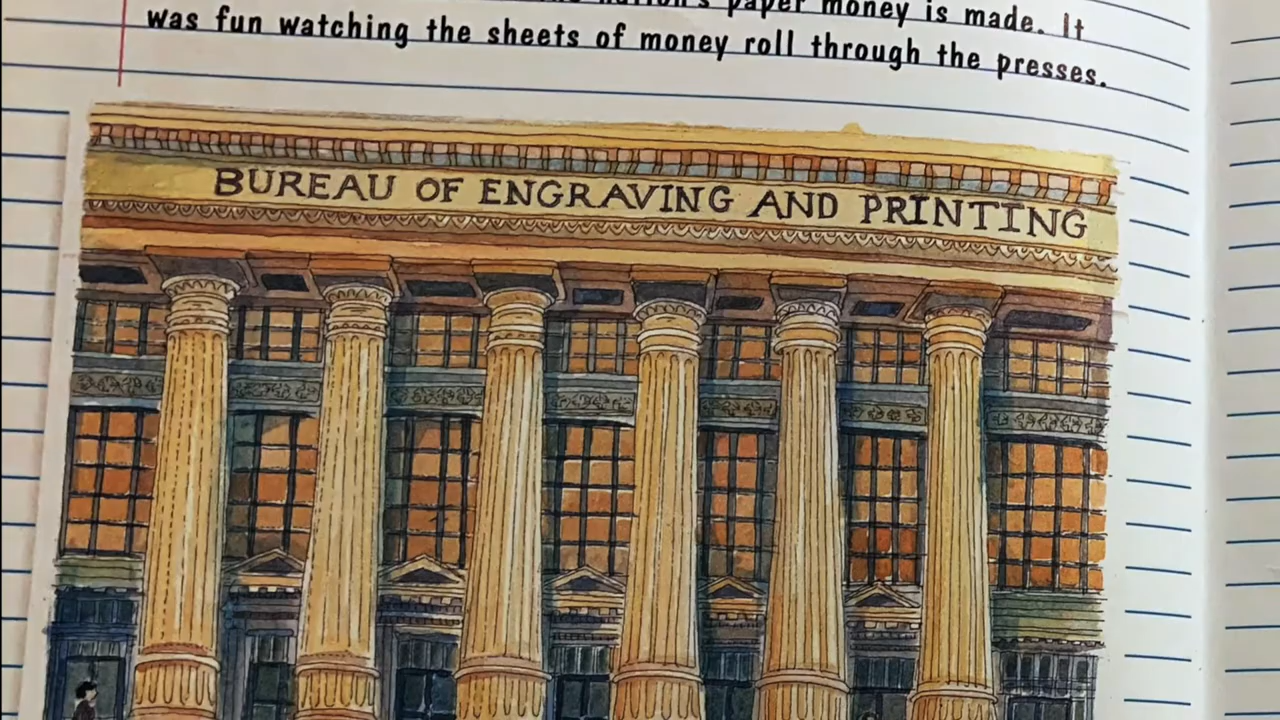 paper money is made. It
was fun watching the sheets of money roll through the presses.
BUREAU OF ENGRAVING AND PRINTING